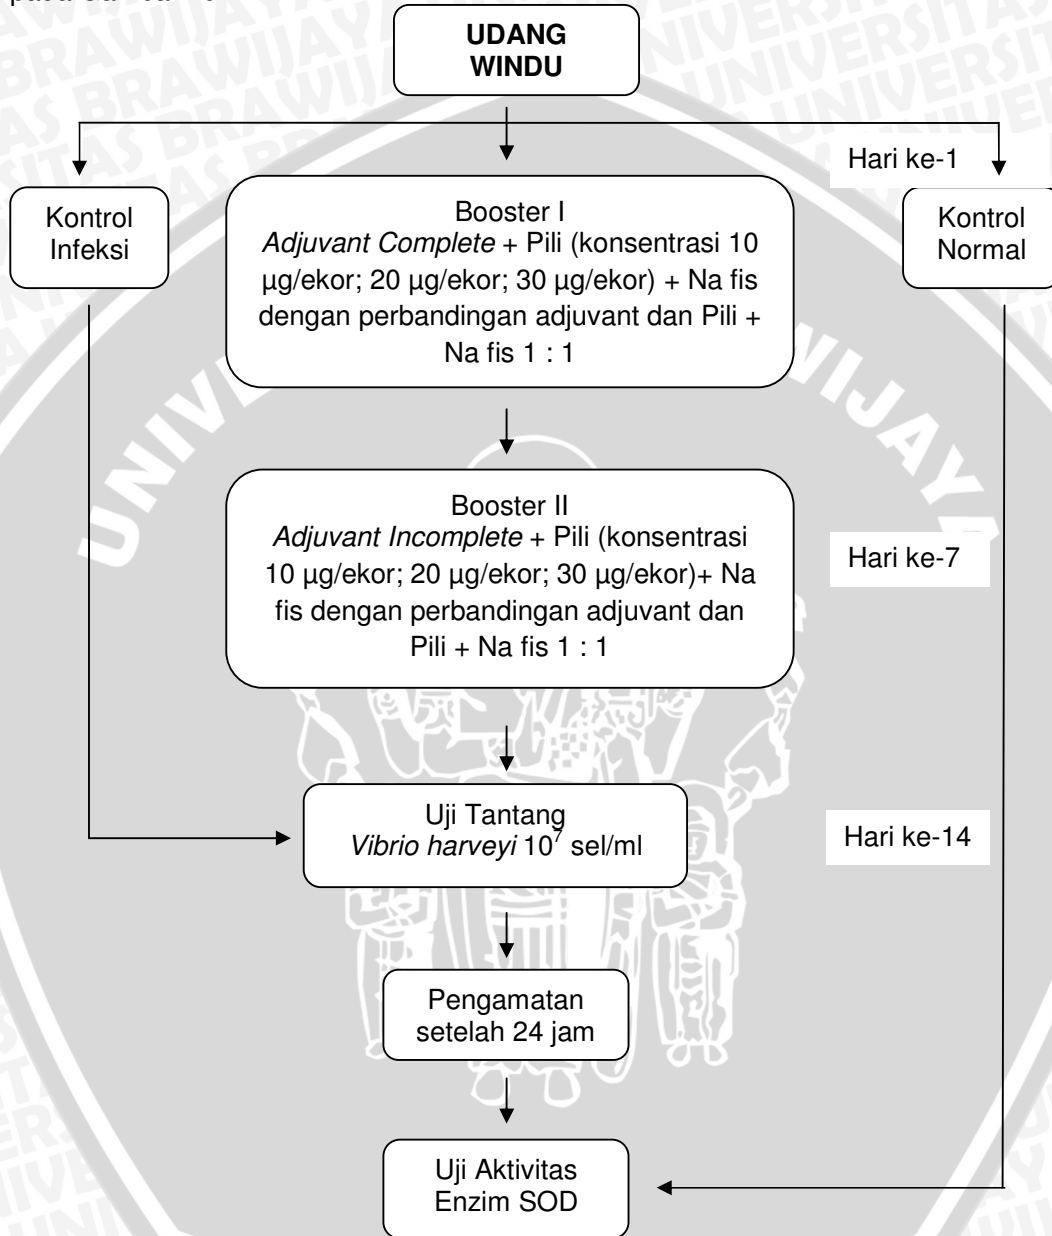 UDANG
WINDU
Hari ke-1
Kontrol
Infeksi
Booster I
Adjuvant Complete + Pili (konsentrasi 10
µg/ekor; 20 µg/ekor; 30 µg/ekor) + Na fis
dengan perbandingan adjuvant dan Pili +
Na fis 1 : 1
Kontrol
Normal
Booster II
Adjuvant Incomplete + Pili (konsentrasi
10 µg/ekor; 20 µg/ekor; 30 µg/ekor)+ Na
fis dengan perbandingan adjuvant dan
Pili + Na fis 1 : 1
Hari ke-7
Uji Tantang
Vibrio harveyi 10⁷ sel/ml
Hari ke-14
Pengamatan
setelah 24 jam
Uji Aktivitas
Enzim SOD